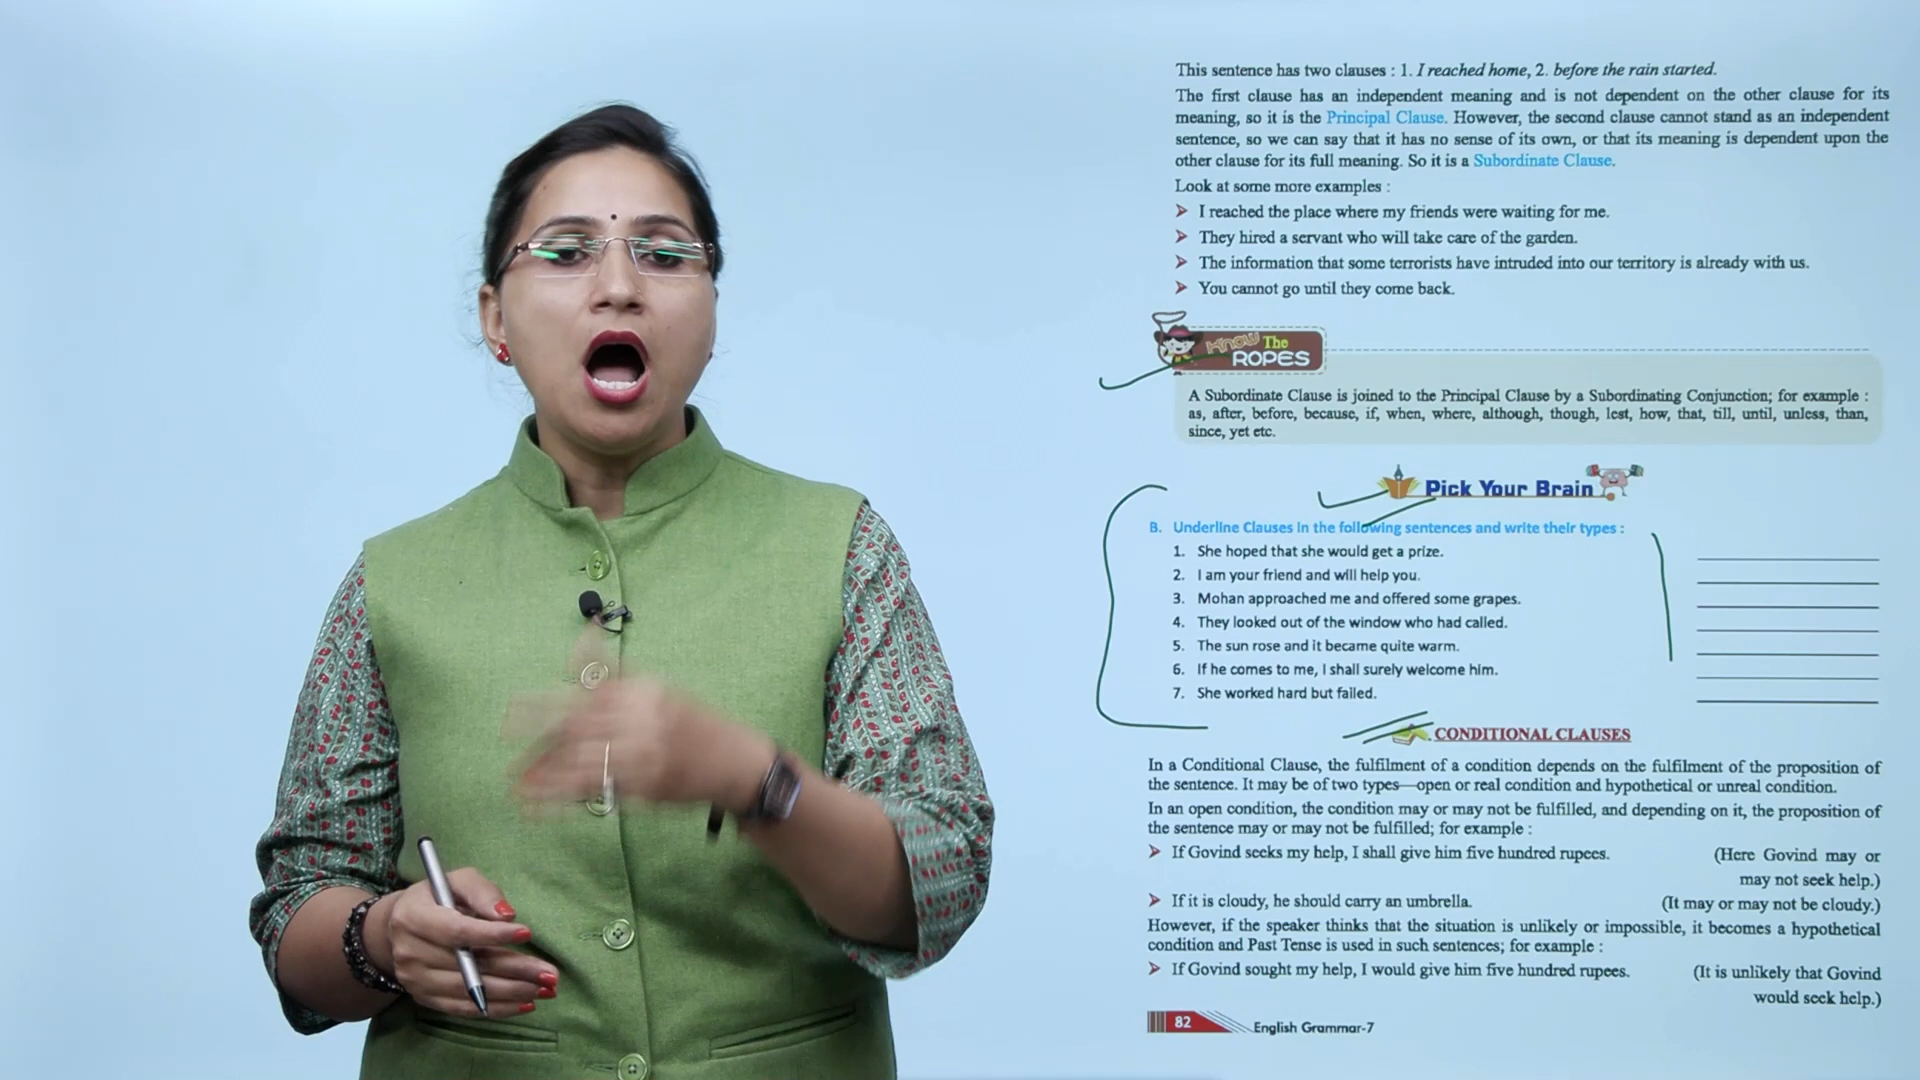 This sentence has two clauses : 1. I reached home, 2. before the rain started.
The first clause has an independent meaning and is not dependent on the other clause for its
meaning, so it is the Principal Clause. However, the second clause cannot stand as an independent
sentence, so we can say that it has no sense of its own, or that its meaning is dependent upon the
other clause for its full meaning. So it is a Subordinate Clause.
Look at some more examples :
➤ I reached the place where my friends were waiting for me.
➤ They hired a servant who will take care of the garden.
➤ The information that some terrorists have intruded into our territory is already with us.
➤ You cannot go until they come back.
Know The
ROPES
A Subordinate Clause is joined to the Principal Clause by a Subordinating Conjunction; for example :
as, after, before, because, if, when, where, although, though, lest, how, that, till, until, unless, than,
since, yet etc.
Pick Your Brain
B. Underline Clauses in the following sentences and write their types :
1. She hoped that she would get a prize.
2. I am your friend and will help you.
3. Mohan approached me and offered some grapes.
4. They looked out of the window who had called.
5. The sun rose and it became quite warm.
6. If he comes to me, I shall surely welcome him.
7. She worked hard but failed.
CONDITIONAL CLAUSES
In a Conditional Clause, the fulfilment of a condition depends on the fulfilment of the proposition of
the sentence. It may be of two types—open or real condition and hypothetical or unreal condition.
In an open condition, the condition may or may not be fulfilled, and depending on it, the proposition of
the sentence may or may not be fulfilled; for example :
➤ If Govind seeks my help, I shall give him five hundred rupees. (Here Govind may or
may not seek help.)
➤ If it is cloudy, he should carry an umbrella. (It may or may not be cloudy.)
However, if the speaker thinks that the situation is unlikely or impossible, it becomes a hypothetical
condition and Past Tense is used in such sentences; for example :
➤ If Govind sought my help, I would give him five hundred rupees. (It is unlikely that Govind
would seek help.)
82 English Grammar-7